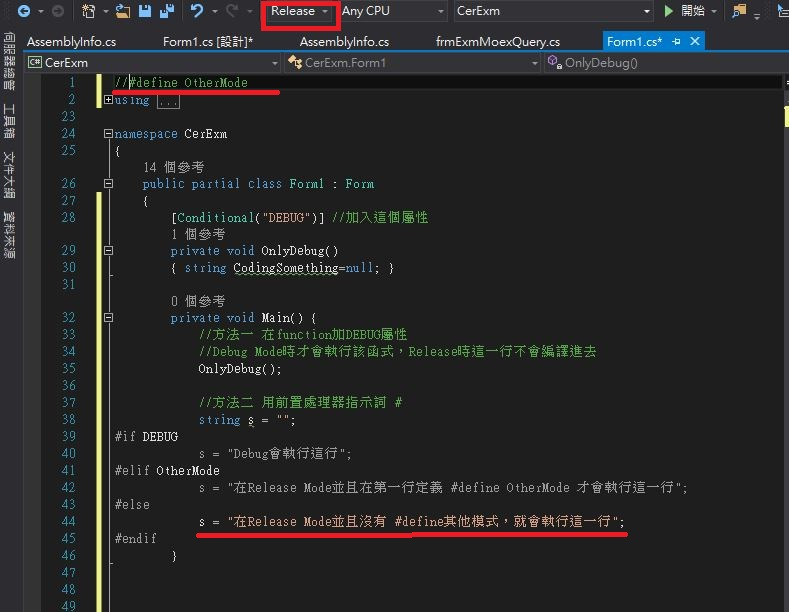 Release Any CPU CerExm 開始
AssemblyInfo.cs Form1.cs [設計]* AssemblyInfo.cs frmExmMoexQuery.cs Form1.cs*
C# CerExm CerExm.Form1 OnlyDebug()
伺服器總管
工具箱
文件大綱
資料來源
1 //#define OtherMode
2 using ...
23
24 namespace CerExm
25 {
14 個參考
26 public partial class Form1 : Form
27 {
28 [Conditional("DEBUG")] //加入這個屬性
1 個參考
29 private void OnlyDebug()
30 { string CodingSomething=null; }
31
0 個參考
32 private void Main() {
33 //方法一 在function加DEBUG屬性
34 //Debug Mode時才會執行該函式，Release時這一行不會編譯進去
35 OnlyDebug();
36
37 //方法二 用前置處理器指示詞 #
38 string s = "";
39 #if DEBUG
40 s = "Debug會執行這行";
41 #elif OtherMode
42 s = "在Release Mode並且在第一行定義 #define OtherMode 才會執行這一行";
43 #else
44 s = "在Release Mode並且沒有 #define其他模式，就會執行這一行";
45 #endif
46 }
47
48
49